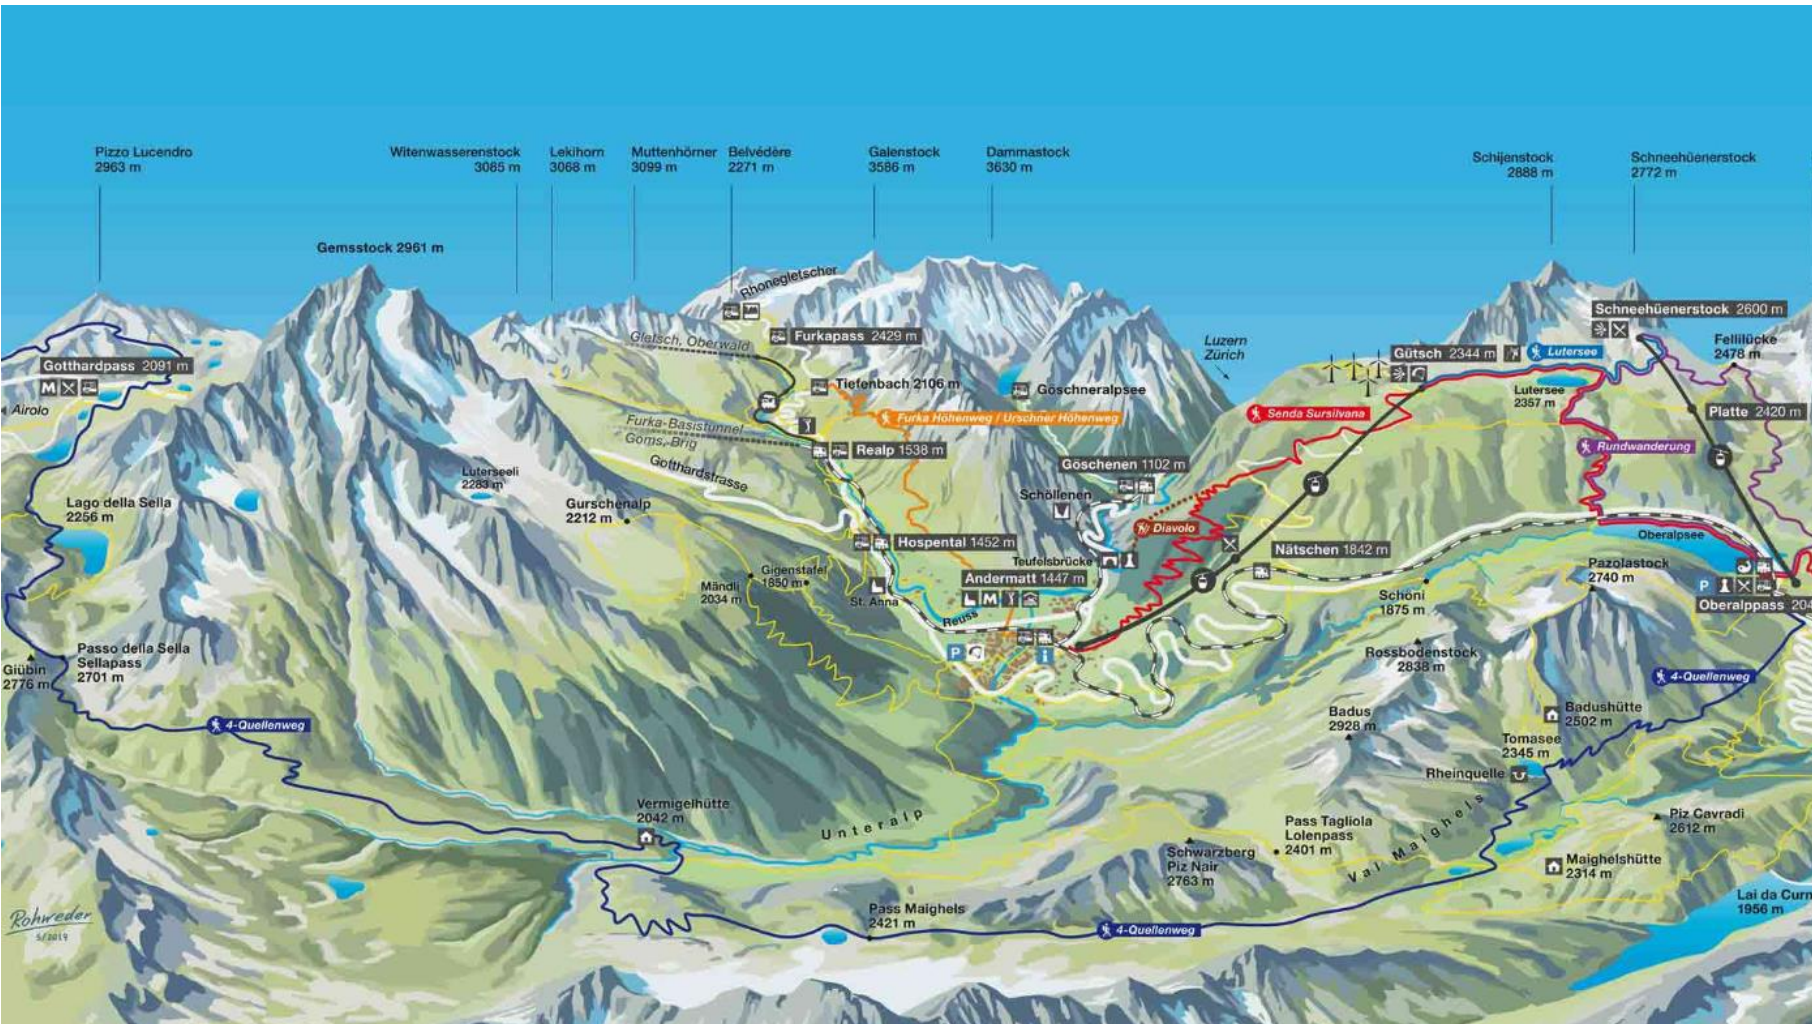 Pizzo Lucendro
2963 m
Witenwasserenstock
3085 m
Lekihorn
3068 m
Muttenhörner
3099 m
Belvédère
2271 m
Galenstock
3586 m
Dammastock
3630 m
Schijenstock
2888 m
Schneehüenerstock
2772 m
Gemsstock 2961 m
Rhonegletscher
Schneehüenerstock 2600 m
Furkapass 2429 m
Gletsch, Oberwald
Luzern
Zürich
Fellilücke
2478 m
Gütsch 2344 m
Lutersee
Gotthardpass 2091 m
M
Tiefenbach 2106 m
Göschneralpsee
Lutersee
2357 m
Airolo
Furka Höhenweg / Urschner Höhenweg
Senda Sursilvana
Platte 2420 m
Furka-Basistunnel
Goms, Brig
Realp 1538 m
Rundwanderung
Gotthardstrasse
Göschenen 1102 m
Luterseeli
2283 m
Schöllenen
Lago della Sella
2256 m
Gurschenalp
2212 m
Diavolo
Hospental 1452 m
Oberalpsee
Nätschen 1842 m
Teufelsbrücke
Pazolastock
2740 m
Gigenstafel
1850 m
Andermatt 1447 m
M
Mändli
2034 m
St. Anna
Schöni
1875 m
P
Oberalppass 204
Reuss
Passo della Sella
Sellapass
2701 m
Giübin
2776 m
P
i
Rossbodenstock
2838 m
4-Quellenweg
4-Quellenweg
Badus
2928 m
Badushütte
2502 m
Tomasee
2345 m
Rheinquelle
Vermigelhütte
2042 m
Unteralp
Pass Tagliola
Lolenpass
2401 m
Val Maighels
Piz Cavradi
2612 m
Schwarzberg
Piz Nair
2763 m
Maighelshütte
2314 m
Lai da Curn
1956 m
Pass Maighels
2421 m
4-Quellenweg
Rohweder
5/2019